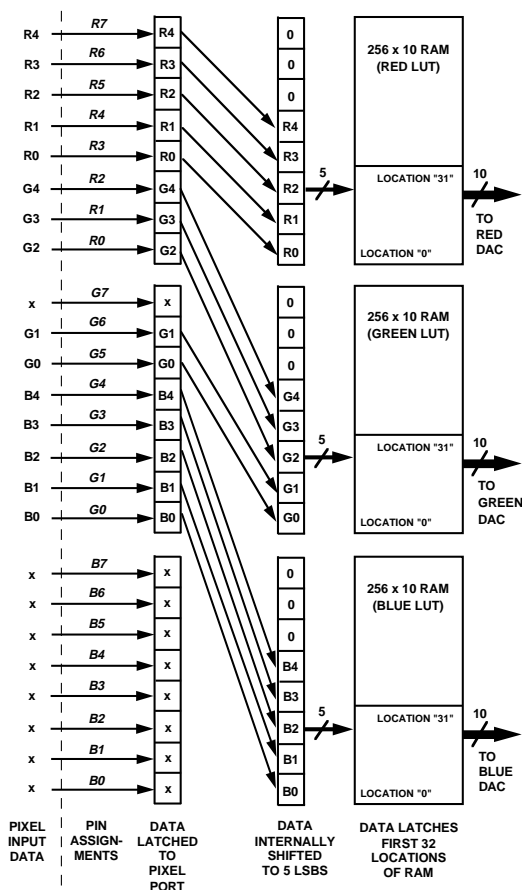 R4 R7 R4 0
R3 R6 R3 0
R2 R5 R2 0
R1 R4 R1 R4
R0 R3 R0 R3
G4 R2 G4 R2
G3 R1 G3 R1
G2 R0 G2 R0
256 x 10 RAM
(RED LUT)
5
LOCATION "31"
LOCATION "0"
10
TO
RED
DAC
x G7 x 0
G1 G6 G1 0
G0 G5 G0 0
B4 G4 B4 G4
B3 G3 B3 G3
B2 G2 B2 G2
B1 G1 B1 G1
B0 G0 B0 G0
256 x 10 RAM
(GREEN LUT)
5
LOCATION "31"
LOCATION "0"
10
TO
GREEN
DAC
x B7 x 0
x B6 x 0
x B5 x 0
x B4 x B4
x B3 x B3
x B2 x B2
x B1 x B1
x B0 x B0
256 x 10 RAM
(BLUE LUT)
5
LOCATION "31"
LOCATION "0"
10
TO
BLUE
DAC
PIXEL
INPUT
DATA
PIN
ASSIGN-
MENTS
DATA
LATCHED
TO
PIXEL
PORT
DATA
INTERNALLY
SHIFTED
TO 5 LSBS
DATA LATCHES
FIRST 32
LOCATIONS
OF RAM